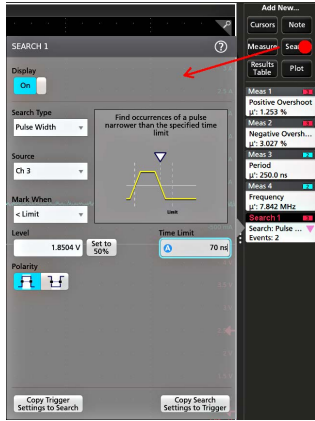 Add New...
Cursors Note
Measure Sear
Results
Table Plot
SEARCH 1
Display
On
Search Type
Pulse Width
Find occurrences of a pulse
narrower than the specified time
limit
Limit
Source
Ch 3
Mark When
< Limit
Level
1.8504 V
Set to
50%
Time Limit
70 ns
Polarity
Copy Trigger
Settings to Search
Copy Search
Settings to Trigger
Meas 1
Positive Overshoot
µ': 1.253 %
Meas 2
Negative Oversh...
µ': 3.027 %
Meas 3
Period
µ': 250.0 ns
Meas 4
Frequency
µ': 7.842 MHz
Search 1
Search: Pulse ...
Events: 2